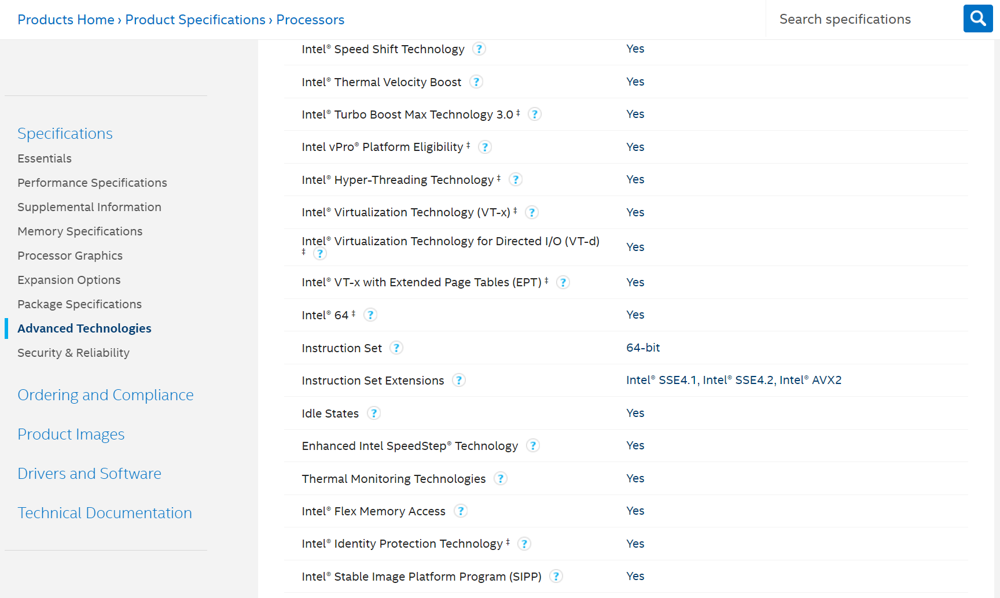 Products Home › Product Specifications › Processors
Search specifications
Specifications
Essentials
Performance Specifications
Supplemental Information
Memory Specifications
Processor Graphics
Expansion Options
Package Specifications
Advanced Technologies
Security & Reliability
Ordering and Compliance
Product Images
Drivers and Software
Technical Documentation
Intel® Speed Shift Technology ? Yes
Intel® Thermal Velocity Boost ? Yes
Intel® Turbo Boost Max Technology 3.0 ‡ ? Yes
Intel vPro® Platform Eligibility ‡ ? Yes
Intel® Hyper-Threading Technology ‡ ? Yes
Intel® Virtualization Technology (VT-x) ‡ ? Yes
Intel® Virtualization Technology for Directed I/O (VT-d)
‡ ? Yes
Intel® VT-x with Extended Page Tables (EPT) ‡ ? Yes
Intel® 64 ‡ ? Yes
Instruction Set ? 64-bit
Instruction Set Extensions ? Intel® SSE4.1, Intel® SSE4.2, Intel® AVX2
Idle States ? Yes
Enhanced Intel SpeedStep® Technology ? Yes
Thermal Monitoring Technologies ? Yes
Intel® Flex Memory Access ? Yes
Intel® Identity Protection Technology ‡ ? Yes
Intel® Stable Image Platform Program (SIPP) ? Yes